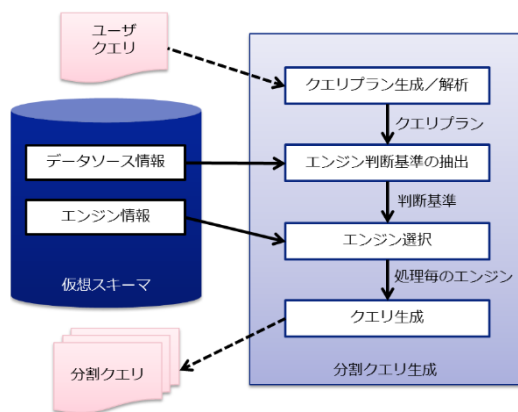 ユーザ
クエリ
クエリプラン生成／解析
クエリプラン
データソース情報
エンジン判断基準の抽出
判断基準
エンジン情報
エンジン選択
処理毎のエンジン
仮想スキーマ
クエリ生成
分割クエリ
分割クエリ生成